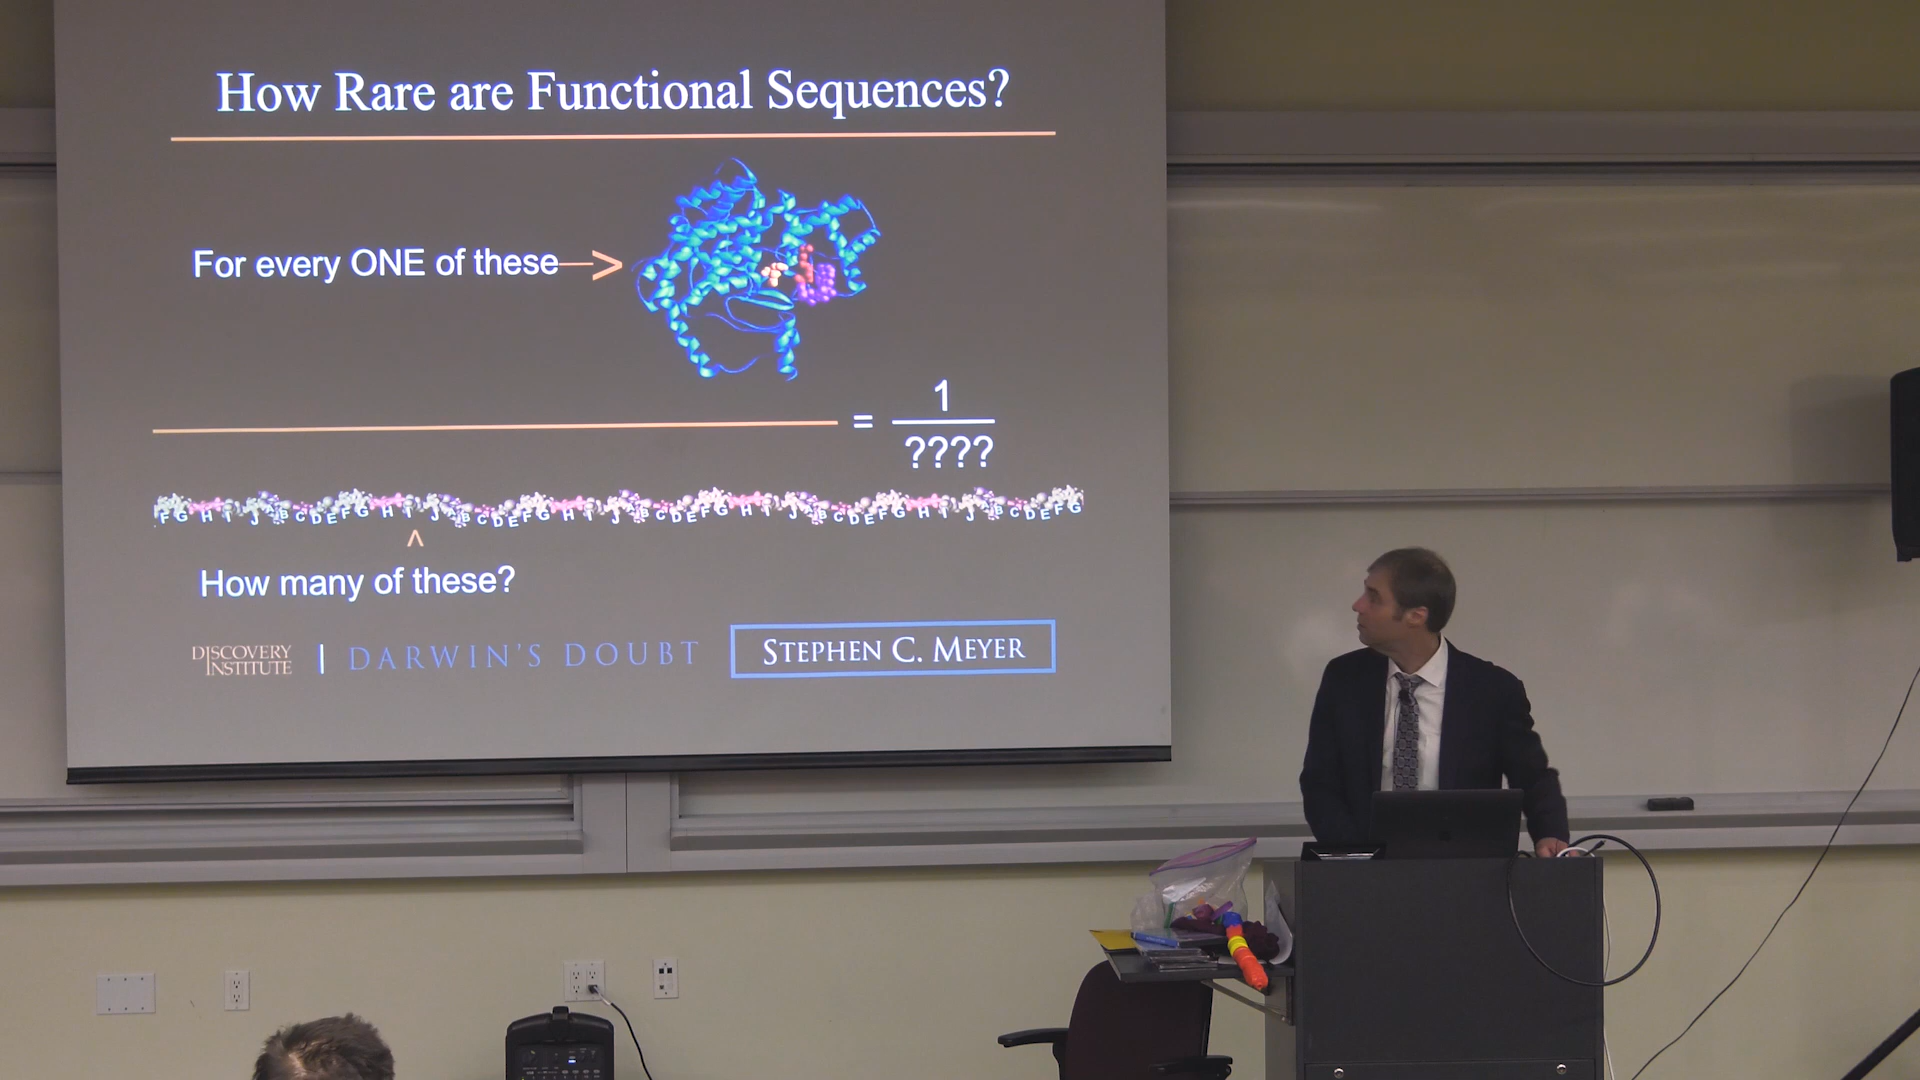 How Rare are Functional Sequences?
For every ONE of these
=
1
????
F G H I J A B C D E F G H I J A B C D E F G H I J A B C D E F G H I J A B C D E F G H I J A B C D E F G
How many of these?
DISCOVERY
INSTITUTE
DARWIN'S DOUBT
STEPHEN C. MEYER